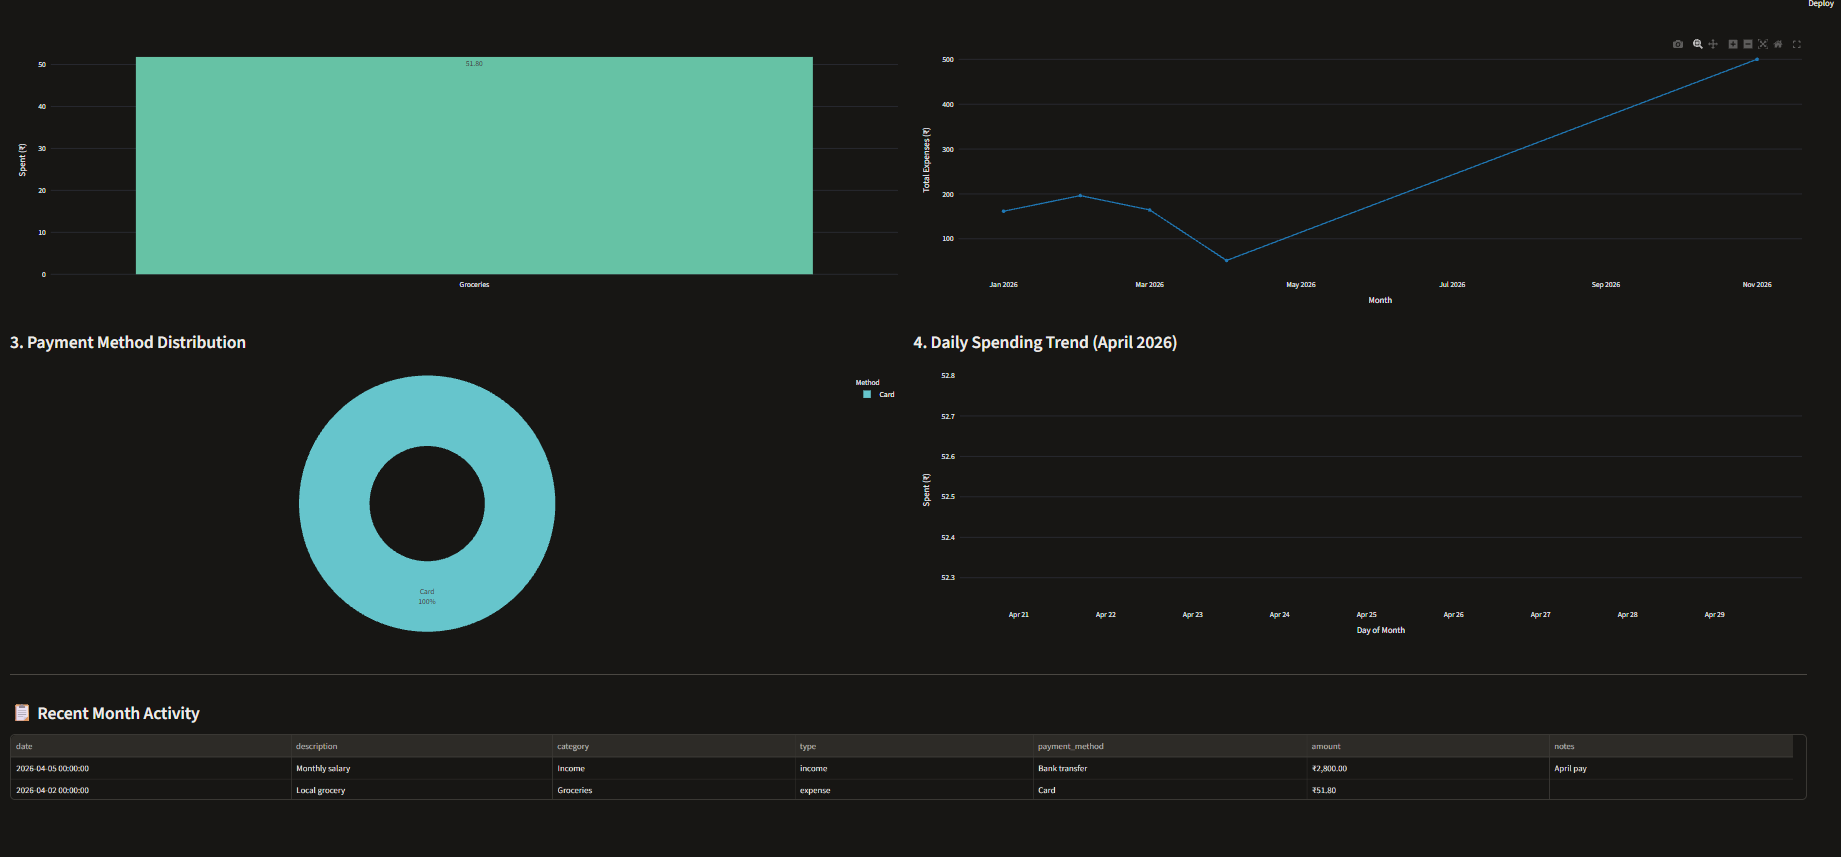 Deploy
51.80
50
40
30
20
10
0
Spent (₹)
Groceries
500
400
300
200
100
Total Expenses (₹)
Jan 2026
Mar 2026
May 2026
Jul 2026
Sep 2026
Nov 2026
Month
3. Payment Method Distribution
Method
Card
Card
100%
4. Daily Spending Trend (April 2026)
52.8
52.7
52.6
52.5
52.4
52.3
Spent (₹)
Apr 21
Apr 22
Apr 23
Apr 24
Apr 25
Apr 26
Apr 27
Apr 28
Apr 29
Day of Month
Recent Month Activity
date description category type payment_method amount notes
2026-04-05 00:00:00 Monthly salary Income income Bank transfer ₹2,800.00 April pay
2026-04-02 00:00:00 Local grocery Groceries expense Card ₹51.80